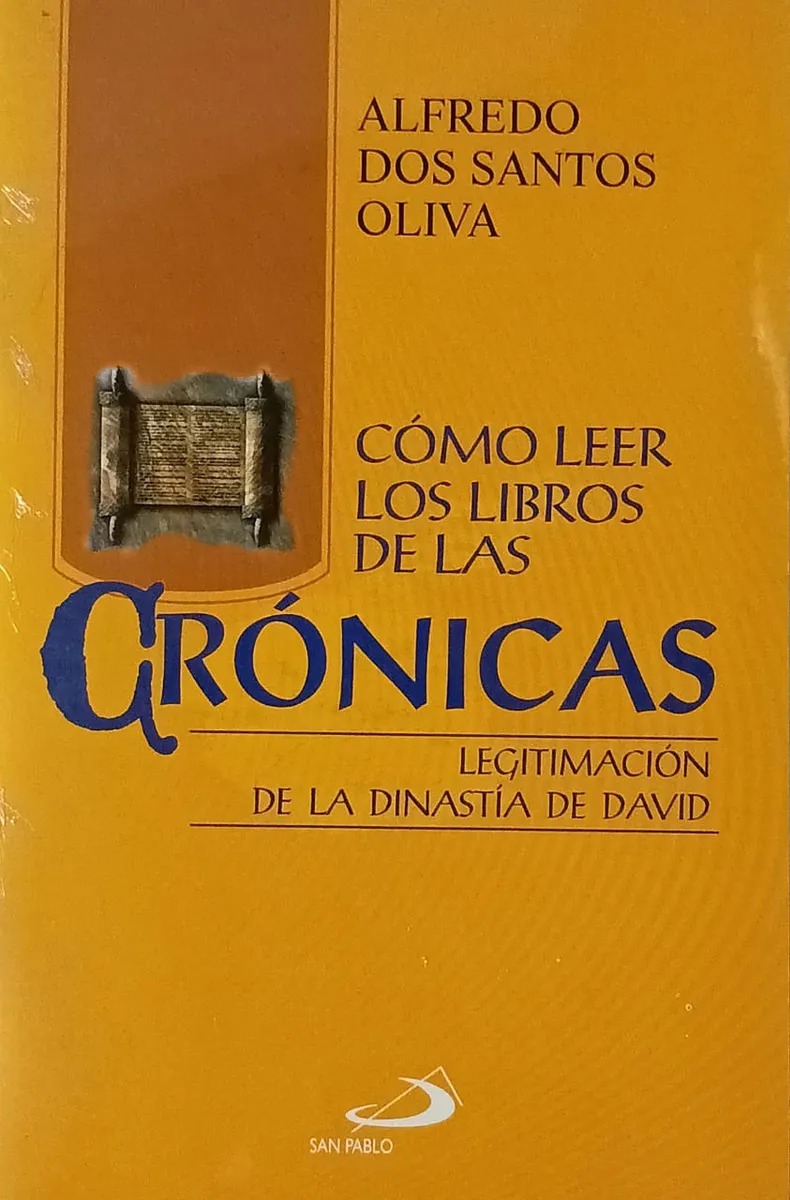 ALFREDO
DOS SANTOS
OLIVA
CÓMO LEER
LOS LIBROS
DE LAS
CRÓNICAS
LEGITIMACIÓN
DE LA DINASTÍA DE DAVID
SAN PABLO